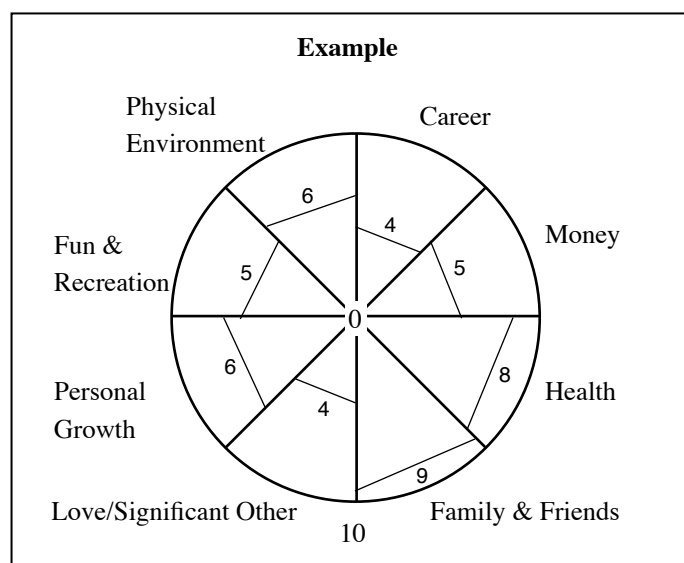 Example
Physical
Environment
Career
6
4
Fun &
Recreation
Money
5
5
0
Personal
Growth
6
8
Health
4
9
Love/Significant Other
Family & Friends
10